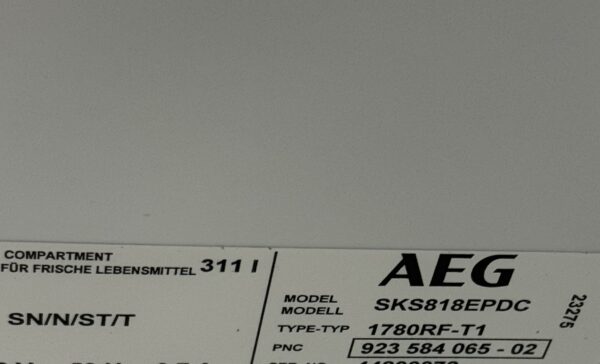 COMPARTMENT
FÜR FRISCHE LEBENSMITTEL 311 l
SN/N/ST/T
AEG
MODEL
MODELL SKS818EPDC
TYPE-TYP 1780RF-T1
PNC 923 584 065 - 02
23275